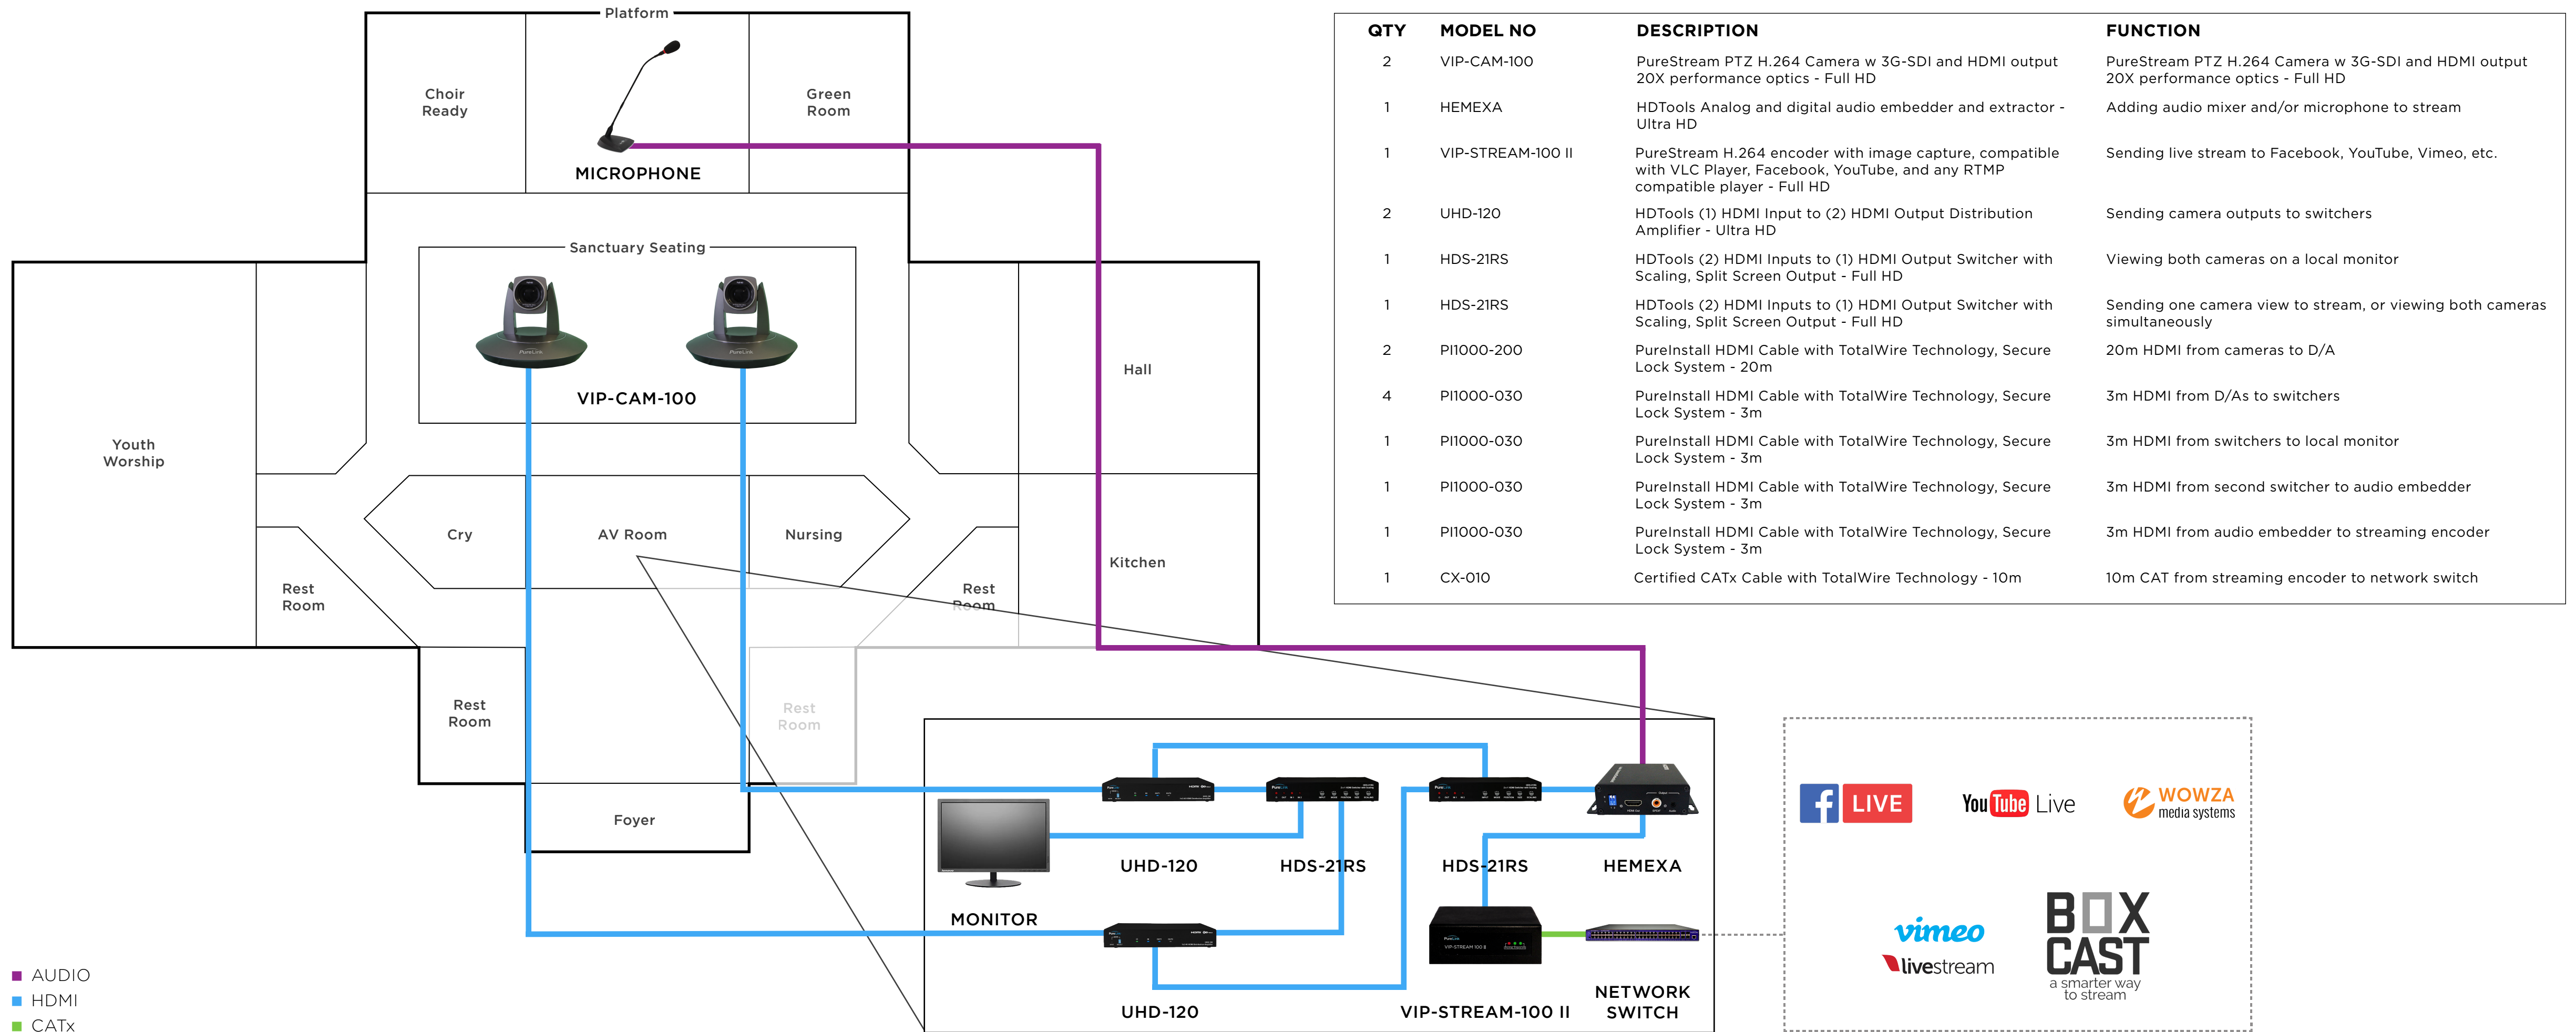 Platform
Choir
Ready
Green
Room
MICROPHONE
Sanctuary Seating
PureLink
PureLink
VIP-CAM-100
Hall
Youth
Worship
Cry
AV Room
Nursing
Kitchen
Rest
Room
Rest
Room
Rest
Room
Rest
Room
Foyer
QTY MODEL NO DESCRIPTION FUNCTION
2 VIP-CAM-100 PureStream PTZ H.264 Camera w 3G-SDI and HDMI output PureStream PTZ H.264 Camera w 3G-SDI and HDMI output
20X performance optics - Full HD 20X performance optics - Full HD
1 HEMEXA HDTools Analog and digital audio embedder and extractor - Adding audio mixer and/or microphone to stream
Ultra HD
1 VIP-STREAM-100 II PureStream H.264 encoder with image capture, compatible Sending live stream to Facebook, YouTube, Vimeo, etc.
with VLC Player, Facebook, YouTube, and any RTMP
compatible player - Full HD
2 UHD-120 HDTools (1) HDMI Input to (2) HDMI Output Distribution Sending camera outputs to switchers
Amplifier - Ultra HD
1 HDS-21RS HDTools (2) HDMI Inputs to (1) HDMI Output Switcher with Viewing both cameras on a local monitor
Scaling, Split Screen Output - Full HD
1 HDS-21RS HDTools (2) HDMI Inputs to (1) HDMI Output Switcher with Sending one camera view to stream, or viewing both cameras
Scaling, Split Screen Output - Full HD simultaneously
2 PI1000-200 PureInstall HDMI Cable with TotalWire Technology, Secure 20m HDMI from cameras to D/A
Lock System - 20m
4 PI1000-030 PureInstall HDMI Cable with TotalWire Technology, Secure 3m HDMI from D/As to switchers
Lock System - 3m
1 PI1000-030 PureInstall HDMI Cable with TotalWire Technology, Secure 3m HDMI from switchers to local monitor
Lock System - 3m
1 PI1000-030 PureInstall HDMI Cable with TotalWire Technology, Secure 3m HDMI from second switcher to audio embedder
Lock System - 3m
1 PI1000-030 PureInstall HDMI Cable with TotalWire Technology, Secure 3m HDMI from audio embedder to streaming encoder
Lock System - 3m
1 CX-010 Certified CATx Cable with TotalWire Technology - 10m 10m CAT from streaming encoder to network switch
UHD-120
HDS-21RS
HDS-21RS
HEMEXA
MONITOR
UHD-120
PureLink
VIP-STREAM 100 II
VIP-STREAM-100 II
NETWORK
SWITCH
f LIVE
YouTube Live
WOWZA
media systems
vimeo
livestream
BOX
CAST
a smarter way
to stream
AUDIO
HDMI
CATx